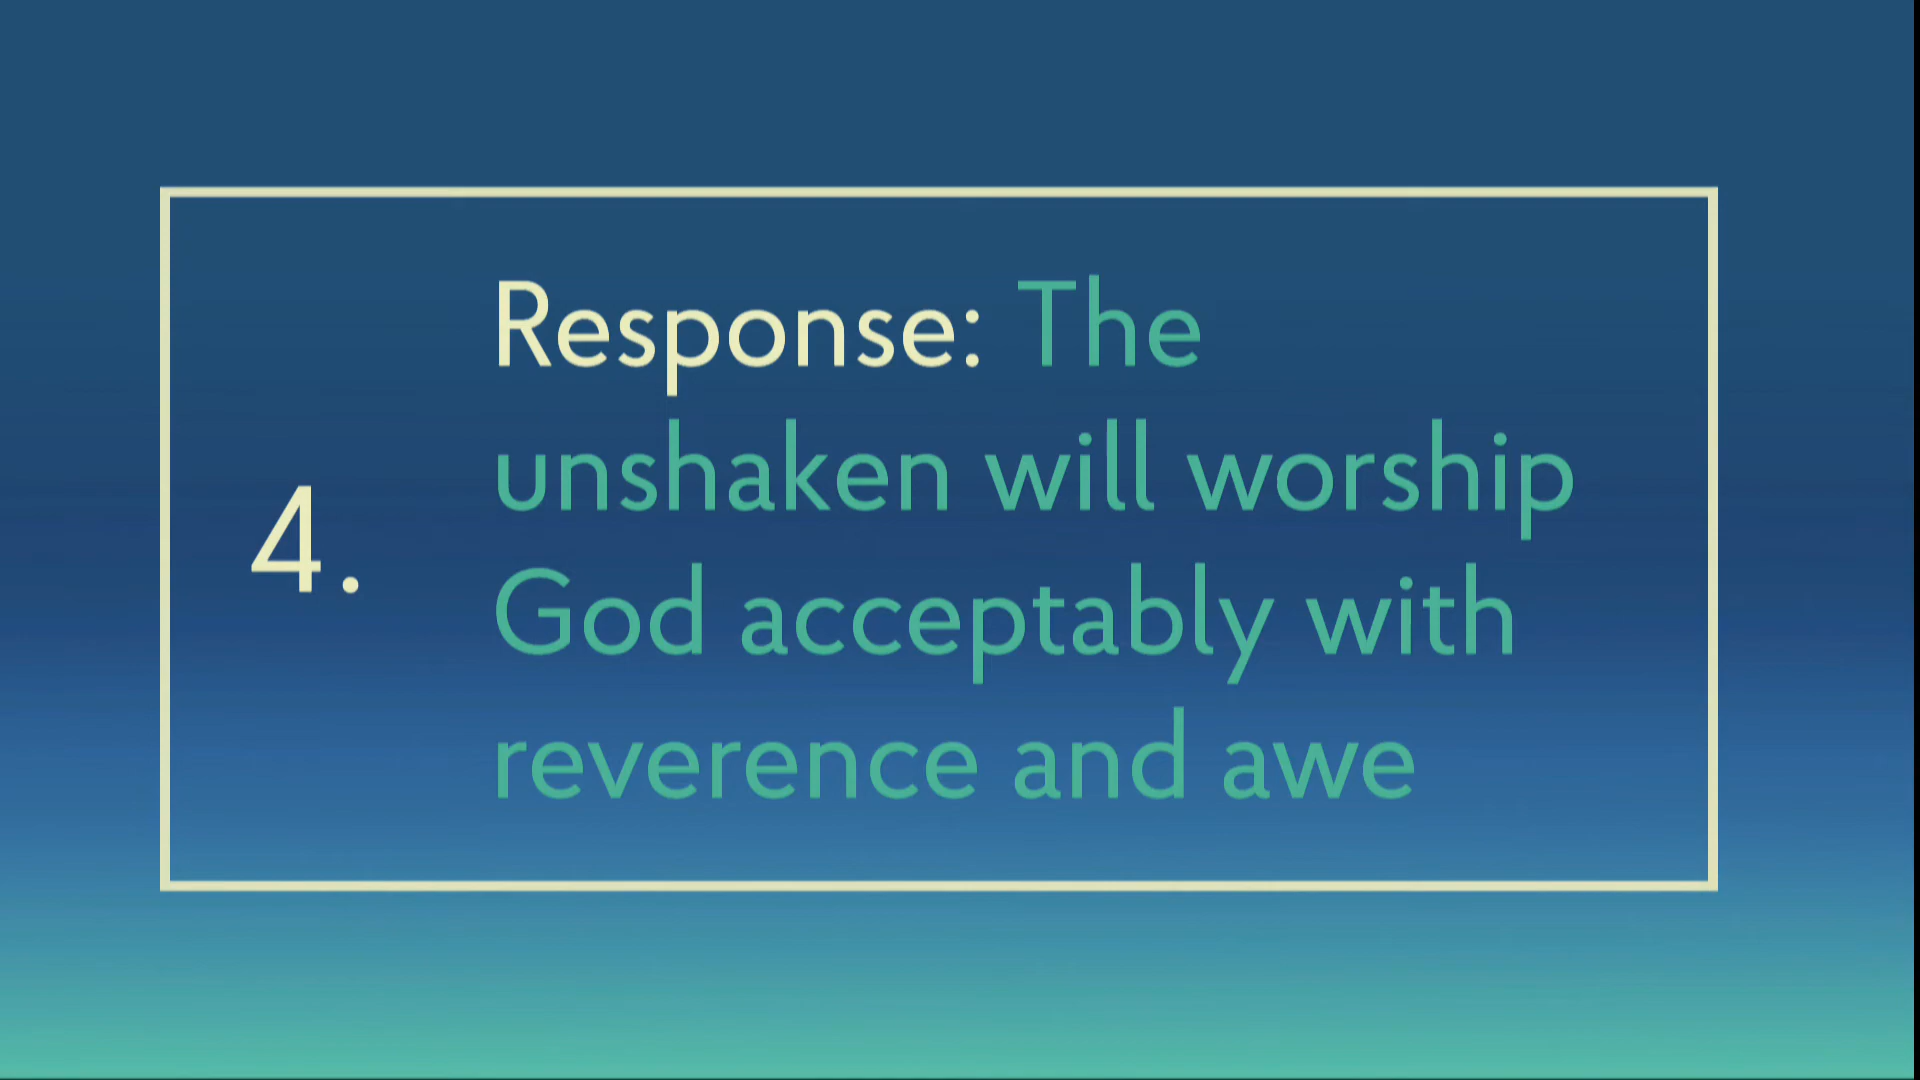 4.
Response: The
unshaken will worship
God acceptably with
reverence and awe